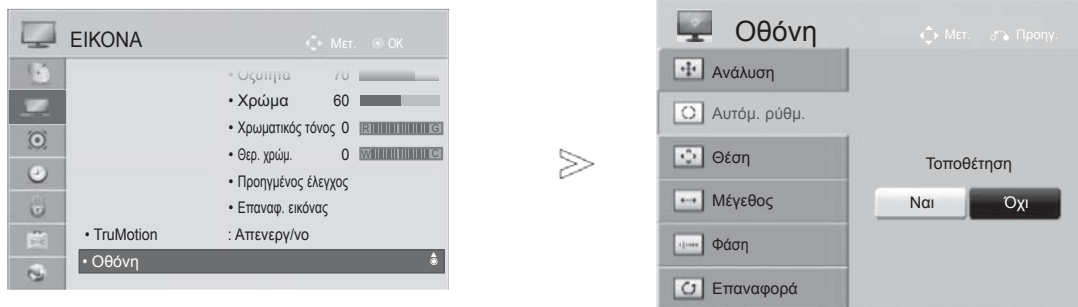 ΕΙΚΟΝΑ
Μετ. OK
• Οξύτητα 70
• Χρώμα 60
• Χρωματικός τόνος 0 R G
• Θερ. χρώμ. 0 W C
• Προηγμένος έλεγχος
• Επαναφ. εικόνας
• TruMotion : Απενεργ/νο
• Οθόνη
Οθόνη
Μετ. Προηγ.
Ανάλυση
Αυτόμ. ρύθμ.
Θέση
Μέγεθος
Φάση
Επαναφορά
Τοποθέτηση
Ναι Όχι